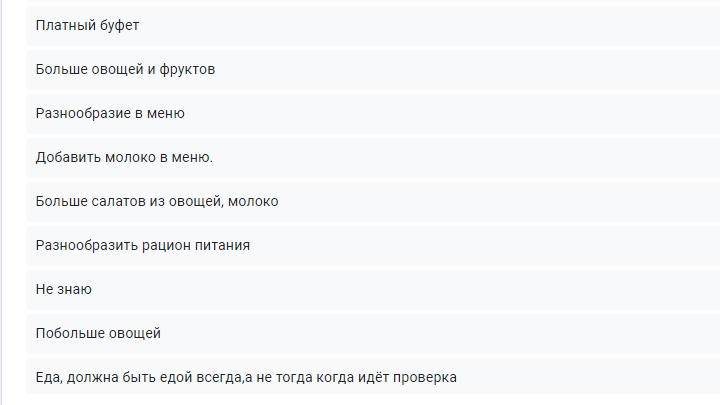 Платный буфет
Больше овощей и фруктов
Разнообразие в меню
Добавить молоко в меню.
Больше салатов из овощей, молоко
Разнообразить рацион питания
Не знаю
Побольше овощей
Еда, должна быть едой всегда,а не тогда когда идёт проверка